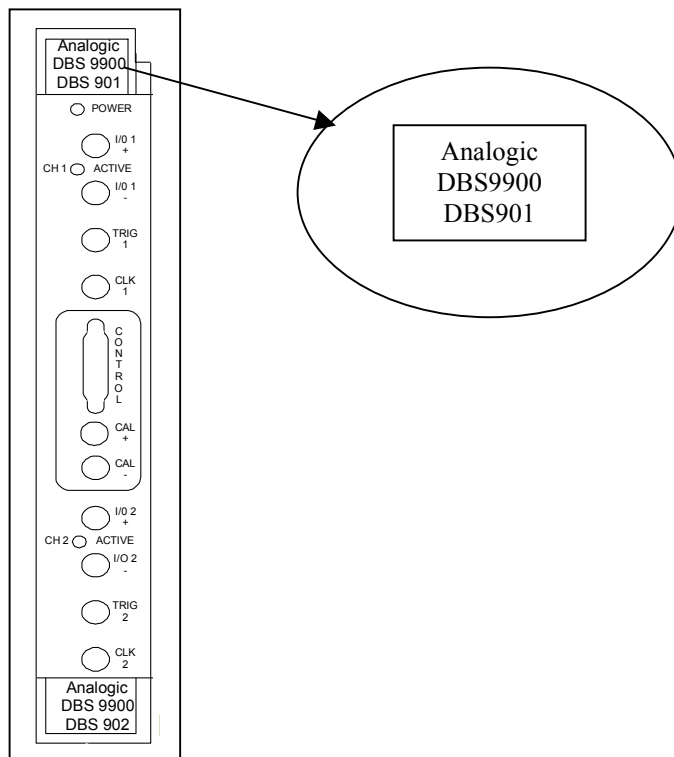 Analogic
DBS 9900
DBS 901
POWER
I/0 1
+
CH 1 ACTIVE
I/0 1
-
TRIG
1
CLK
1
C
O
N
T
R
O
L
CAL
+
CAL
-
I/0 2
+
CH 2 ACTIVE
I/O 2
-
TRIG
2
CLK
2
Analogic
DBS 9900
DBS 902
Analogic
DBS9900
DBS901